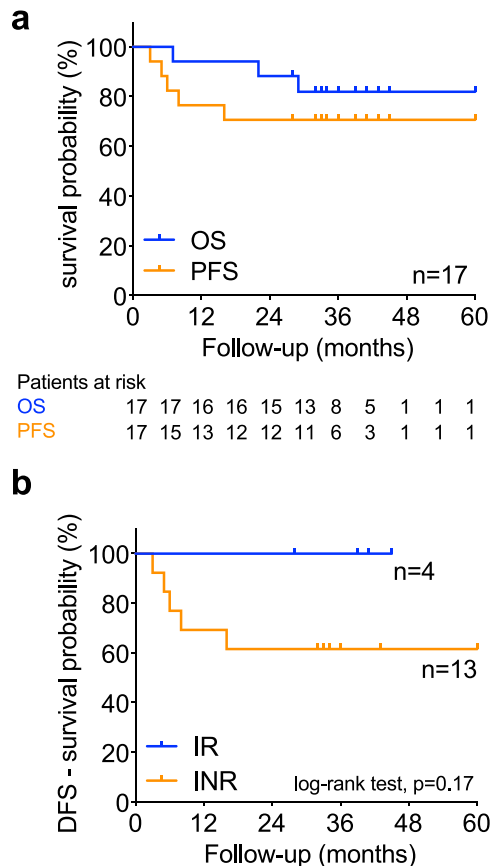 a
survival probability (%)
100
80
60
40
20
0
OS
PFS
n=17
0 12 24 36 48 60
Follow-up (months)
Patients at risk
OS 17 17 16 16 15 13 8 5 1 1 1
PFS 17 15 13 12 12 11 6 3 1 1 1
b
DFS - survival probability (%)
100
80
60
40
20
0
n=4
n=13
IR
INR
log-rank test, p=0.17
0 12 24 36 48 60
Follow-up (months)